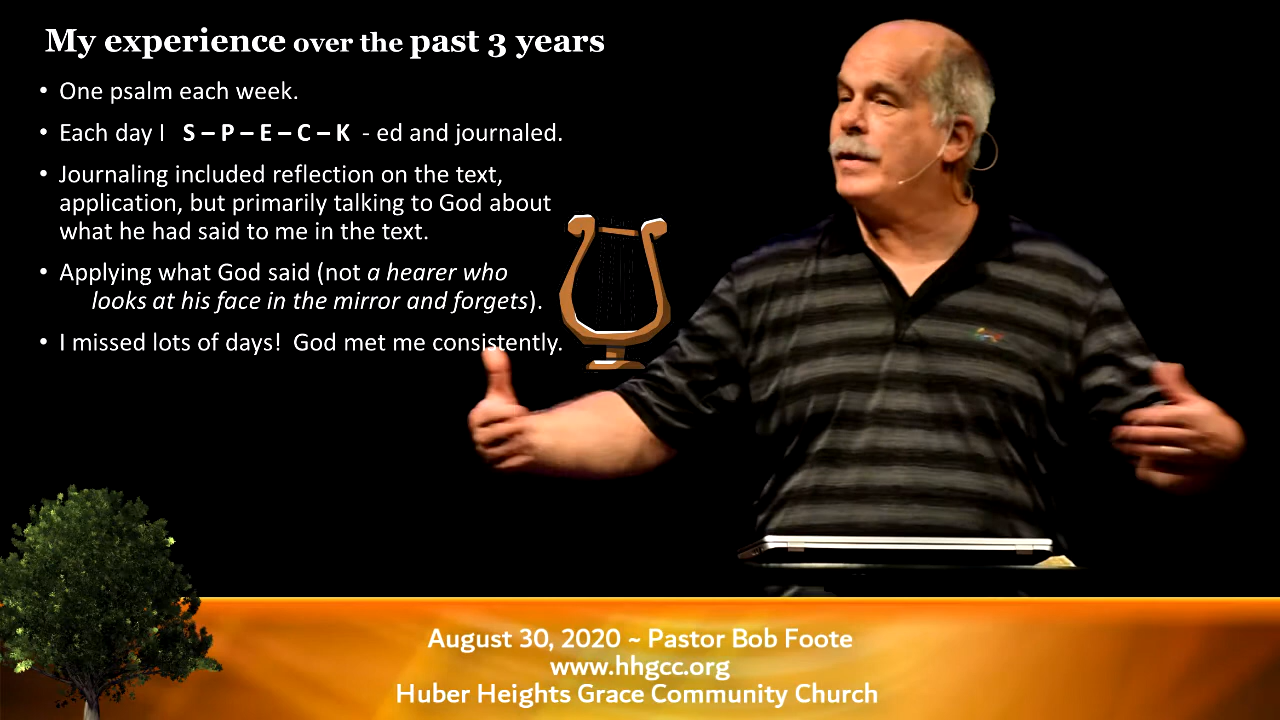 My experience over the past 3 years
• One psalm each week.
• Each day I S – P – E – C – K - ed and journaled.
• Journaling included reflection on the text,
application, but primarily talking to God about
what he had said to me in the text.
• Applying what God said (not a hearer who
looks at his face in the mirror and forgets).
• I missed lots of days! God met me consistently.
August 30, 2020 ~ Pastor Bob Foote
www.hhgcc.org
Huber Heights Grace Community Church